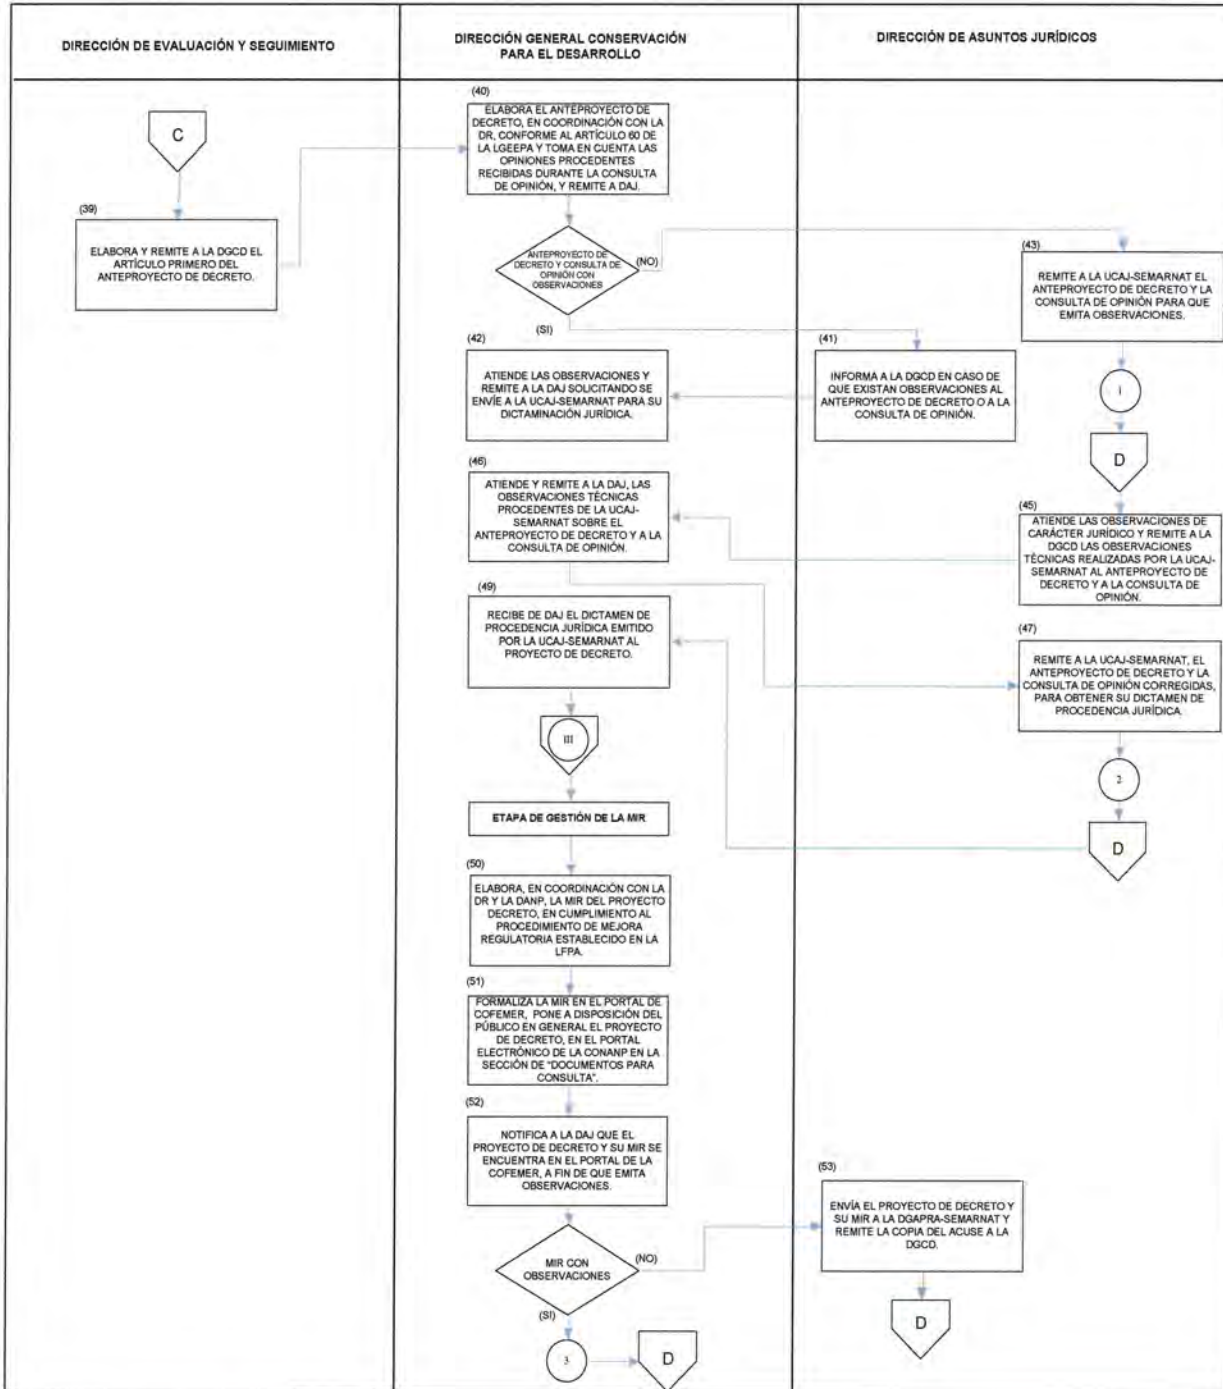 DIRECCIÓN DE EVALUACIÓN Y SEGUIMIENTO
DIRECCIÓN GENERAL CONSERVACIÓN
PARA EL DESARROLLO
DIRECCIÓN DE ASUNTOS JURÍDICOS
C
(39)
ELABORA Y REMITE A LA DGCD EL
ARTÍCULO PRIMERO DEL
ANTEPROYECTO DE DECRETO.
(40)
ELABORA EL ANTEPROYECTO DE
DECRETO, EN COORDINACIÓN CON LA
DR, CONFORME AL ARTÍCULO 60 DE
LA LGEEPA Y TOMA EN CUENTA LAS
OPINIONES PROCEDENTES
RECIBIDAS DURANTE LA CONSULTA
DE OPINIÓN, Y REMITE A DAJ.
ANTEPROYECTO DE
DECRETO Y CONSULTA DE
OPINIÓN CON
OBSERVACIONES
(NO)
(SI)
(43)
REMITE A LA UCAJ-SEMARNAT EL
ANTEPROYECTO DE DECRETO Y LA
CONSULTA DE OPINIÓN PARA QUE
EMITA OBSERVACIONES.
1
D
(41)
INFORMA A LA DGCD EN CASO DE
QUE EXISTAN OBSERVACIONES AL
ANTEPROYECTO DE DECRETO O A LA
CONSULTA DE OPINIÓN.
(42)
ATIENDE LAS OBSERVACIONES Y
REMITE A LA DAJ SOLICITANDO SE
ENVÍE A LA UCAJ-SEMARNAT PARA SU
DICTAMINACIÓN JURÍDICA.
(45)
ATIENDE LAS OBSERVACIONES DE
CARÁCTER JURÍDICO Y REMITE A LA
DGCD LAS OBSERVACIONES
TÉCNICAS REALIZADAS POR LA UCAJ-
SEMARNAT AL ANTEPROYECTO DE
DECRETO Y A LA CONSULTA DE
OPINIÓN.
(46)
ATIENDE Y REMITE A LA DAJ, LAS
OBSERVACIONES TÉCNICAS
PROCEDENTES DE LA UCAJ-
SEMARNAT SOBRE EL
ANTEPROYECTO DE DECRETO Y A LA
CONSULTA DE OPINIÓN.
(47)
REMITE A LA UCAJ-SEMARNAT, EL
ANTEPROYECTO DE DECRETO Y LA
CONSULTA DE OPINIÓN CORREGIDAS,
PARA OBTENER SU DICTAMEN DE
PROCEDENCIA JURÍDICA.
2
D
(49)
RECIBE DE DAJ EL DICTAMEN DE
PROCEDENCIA JURÍDICA EMITIDO
POR LA UCAJ-SEMARNAT AL
PROYECTO DE DECRETO.
III
ETAPA DE GESTIÓN DE LA MIR
(50)
ELABORA, EN COORDINACIÓN CON LA
DR Y LA DANP, LA MIR DEL PROYECTO
DECRETO, EN CUMPLIMIENTO AL
PROCEDIMIENTO DE MEJORA
REGULATORIA ESTABLECIDO EN LA
LFPA.
(51)
FORMALIZA LA MIR EN EL PORTAL DE
COFEMER, PONE A DISPOSICIÓN DEL
PÚBLICO EN GENERAL EL PROYECTO
DE DECRETO, EN EL PORTAL
ELECTRÓNICO DE LA CONANP EN LA
SECCIÓN DE "DOCUMENTOS PARA
CONSULTA".
(52)
NOTIFICA A LA DAJ QUE EL
PROYECTO DE DECRETO Y SU MIR SE
ENCUENTRA EN EL PORTAL DE LA
COFEMER, A FIN DE QUE EMITA
OBSERVACIONES.
MIR CON
OBSERVACIONES
(NO)
(SI)
3
D
(53)
ENVÍA EL PROYECTO DE DECRETO Y
SU MIR A LA DGAPRA-SEMARNAT Y
REMITE LA COPIA DEL ACUSE A LA
DGCD.
D